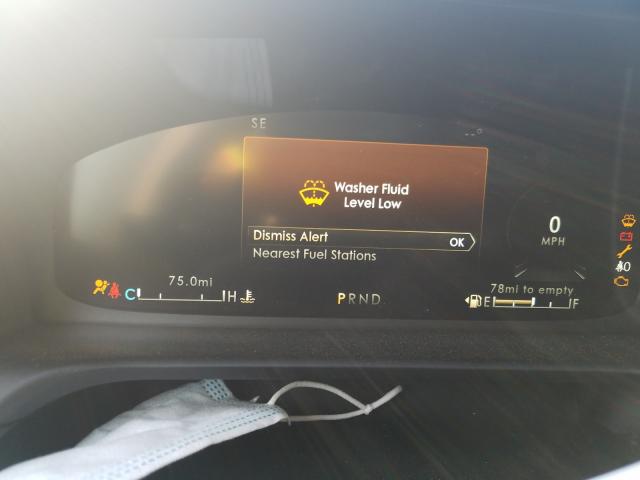 SE
--°
Washer Fluid
Level Low
Dismiss Alert OK
Nearest Fuel Stations
0
MPH
75.0mi
C H
PRND
78mi to empty
E F